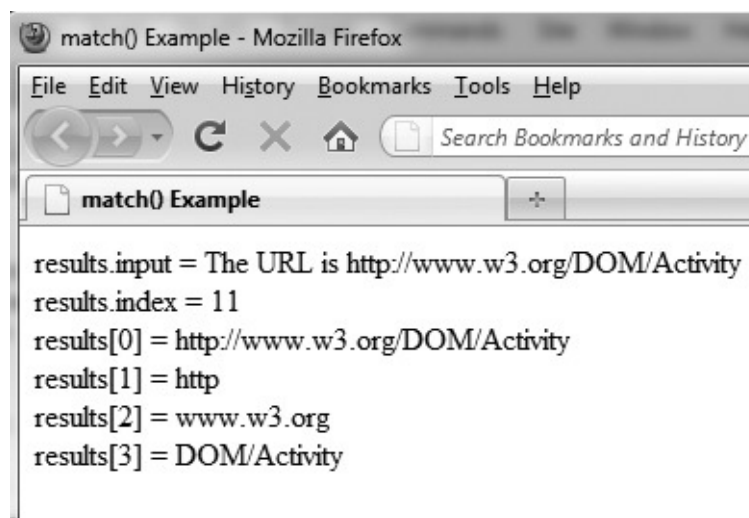 match() Example - Mozilla Firefox
File Edit View History Bookmarks Tools Help
Search Bookmarks and History
match() Example
results.input = The URL is http://www.w3.org/DOM/Activity
results.index = 11
results[0] = http://www.w3.org/DOM/Activity
results[1] = http
results[2] = www.w3.org
results[3] = DOM/Activity